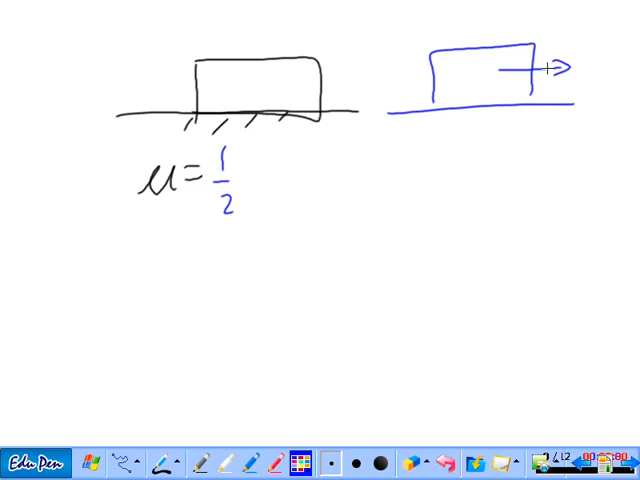 μ = 1/2
Edu Pen